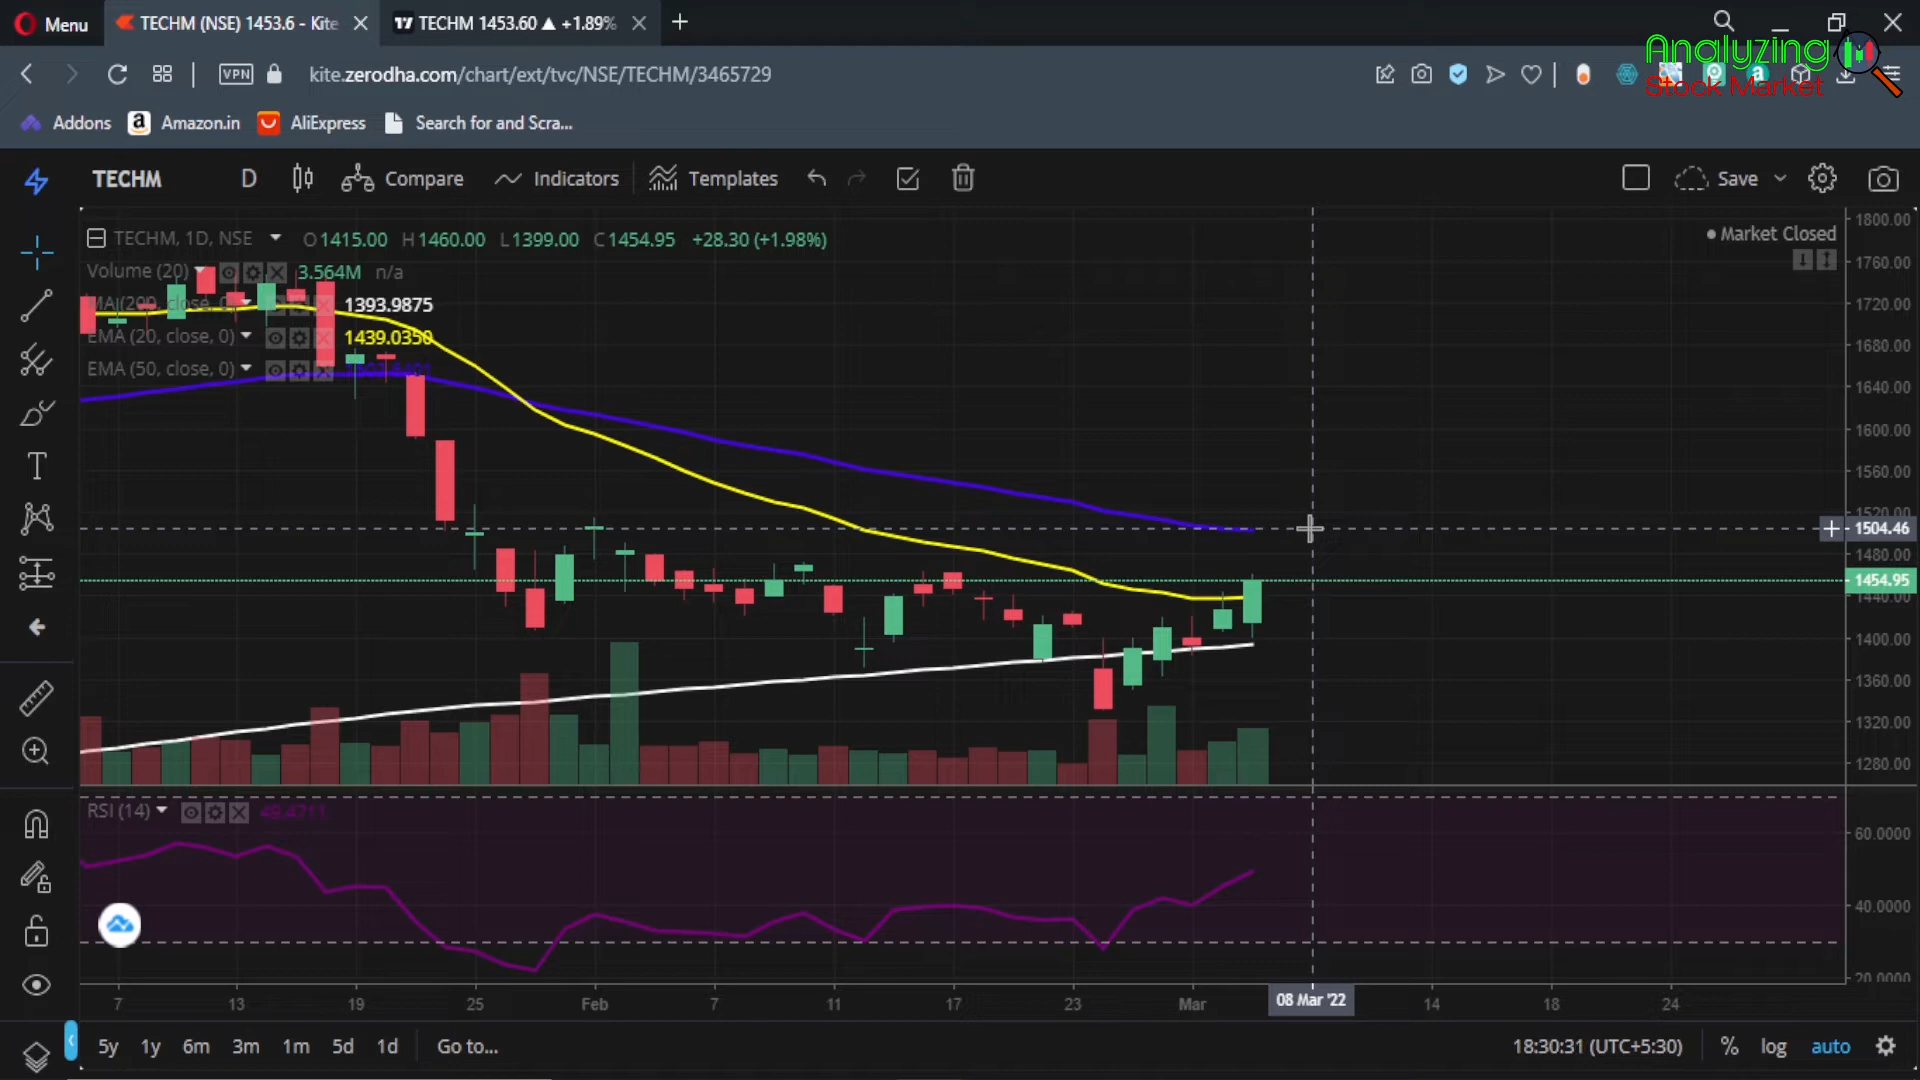 Menu
TECHM (NSE) 1453.6 - Kite
TECHM 1453.60 ▲ +1.89%
Analyzing
Stock Market
VPN
kite.zerodha.com/chart/ext/tvc/NSE/TECHM/3465729
Addons
Amazon.in
AliExpress
Search for and Scra...
TECHM
D
Compare
Indicators
Templates
Save
TECHM, 1D, NSE
O1415.00 H1460.00 L1399.00 C1454.95 +28.30 (+1.98%)
Market Closed
Volume (20)
3.564M n/a
MA (200, close, 0)
1393.9875
EMA (20, close, 0)
1439.0350
EMA (50, close, 0)
1800.00
1760.00
1720.00
1680.00
1640.00
1600.00
1560.00
1520.00
1504.46
1480.00
1454.95
1440.00
1400.00
1360.00
1320.00
1280.00
RSI (14)
49.4711
60.0000
40.0000
20.0000
7 13 19 25 Feb 7 11 17 23 Mar 08 Mar '22 14 18 24
5y 1y 6m 3m 1m 5d 1d Go to...
18:30:31 (UTC+5:30) % log auto